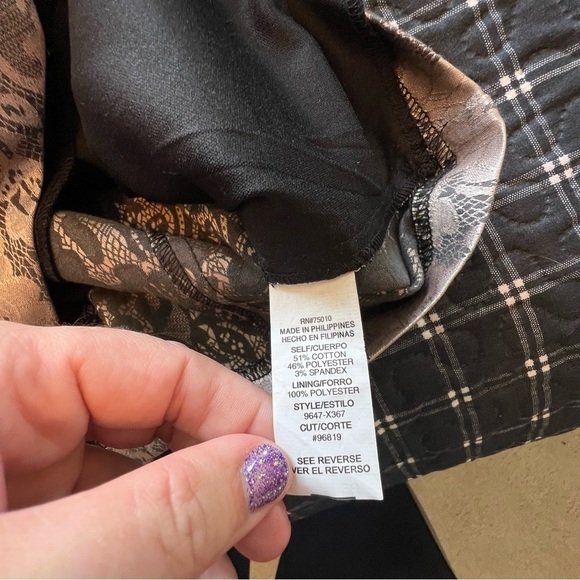 RN#75010
MADE IN PHILIPPINES
HECHO EN FILIPINAS
SELF/CUERPO
51% COTTON
46% POLYESTER
3% SPANDEX
LINING/FORRO
100% POLYESTER
STYLE/ESTILO
9647-X367
CUT/CORTE
#96819
SEE REVERSE
VER EL REVERSO